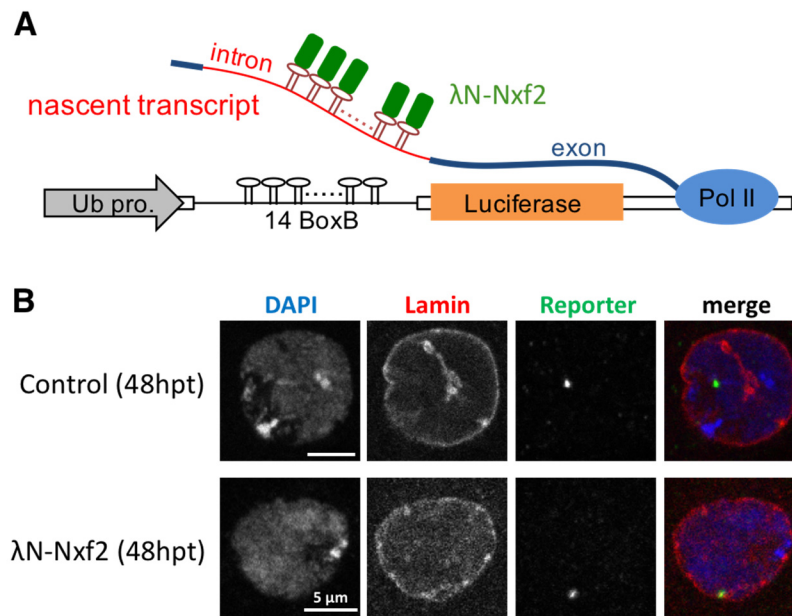 A
intron
nascent transcript
λN-Nxf2
exon
Ub pro.
14 BoxB
Luciferase
Pol II
B
DAPI Lamin Reporter merge
Control (48hpt)
λN-Nxf2 (48hpt)
5 μm